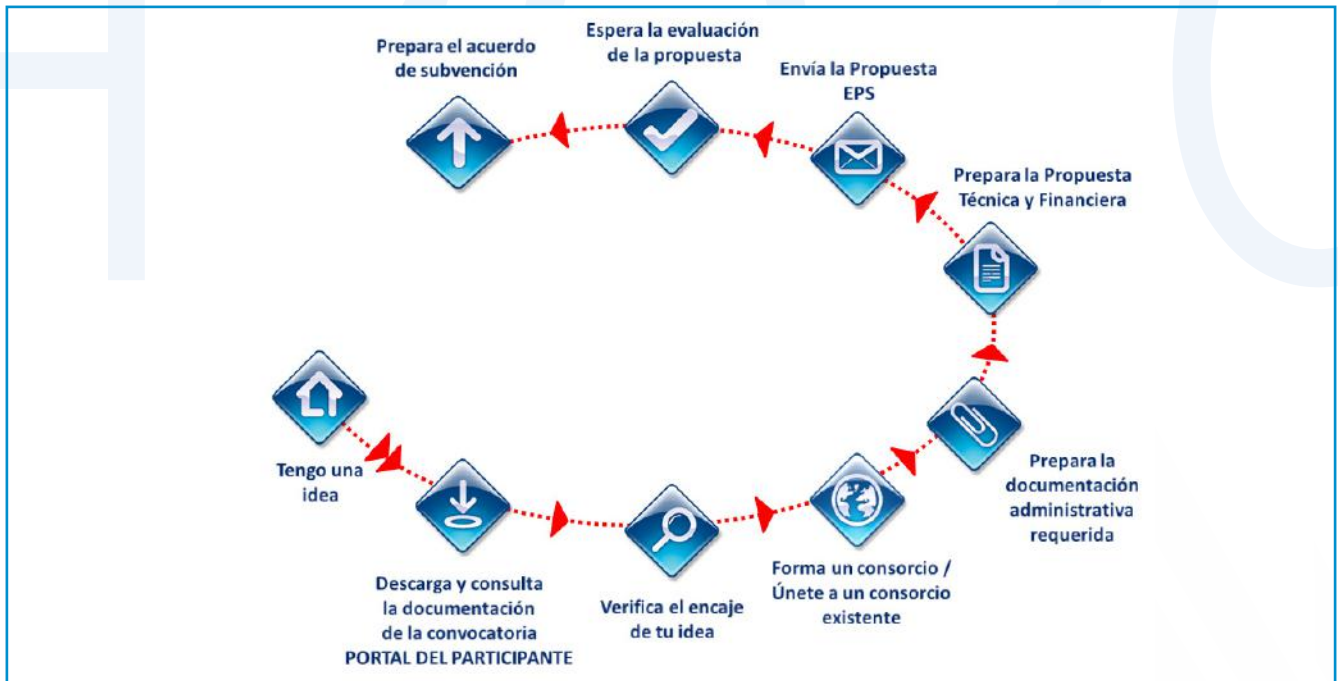 Tengo una
idea
Descarga y consulta
la documentación
de la convocatoria
PORTAL DEL PARTICIPANTE
Verifica el encaje
de tu idea
Forma un consorcio /
Únete a un consorcio
existente
Prepara la
documentación
administrativa
requerida
Prepara la Propuesta
Técnica y Financiera
Envía la Propuesta
EPS
Espera la evaluación
de la propuesta
Prepara el acuerdo
de subvención